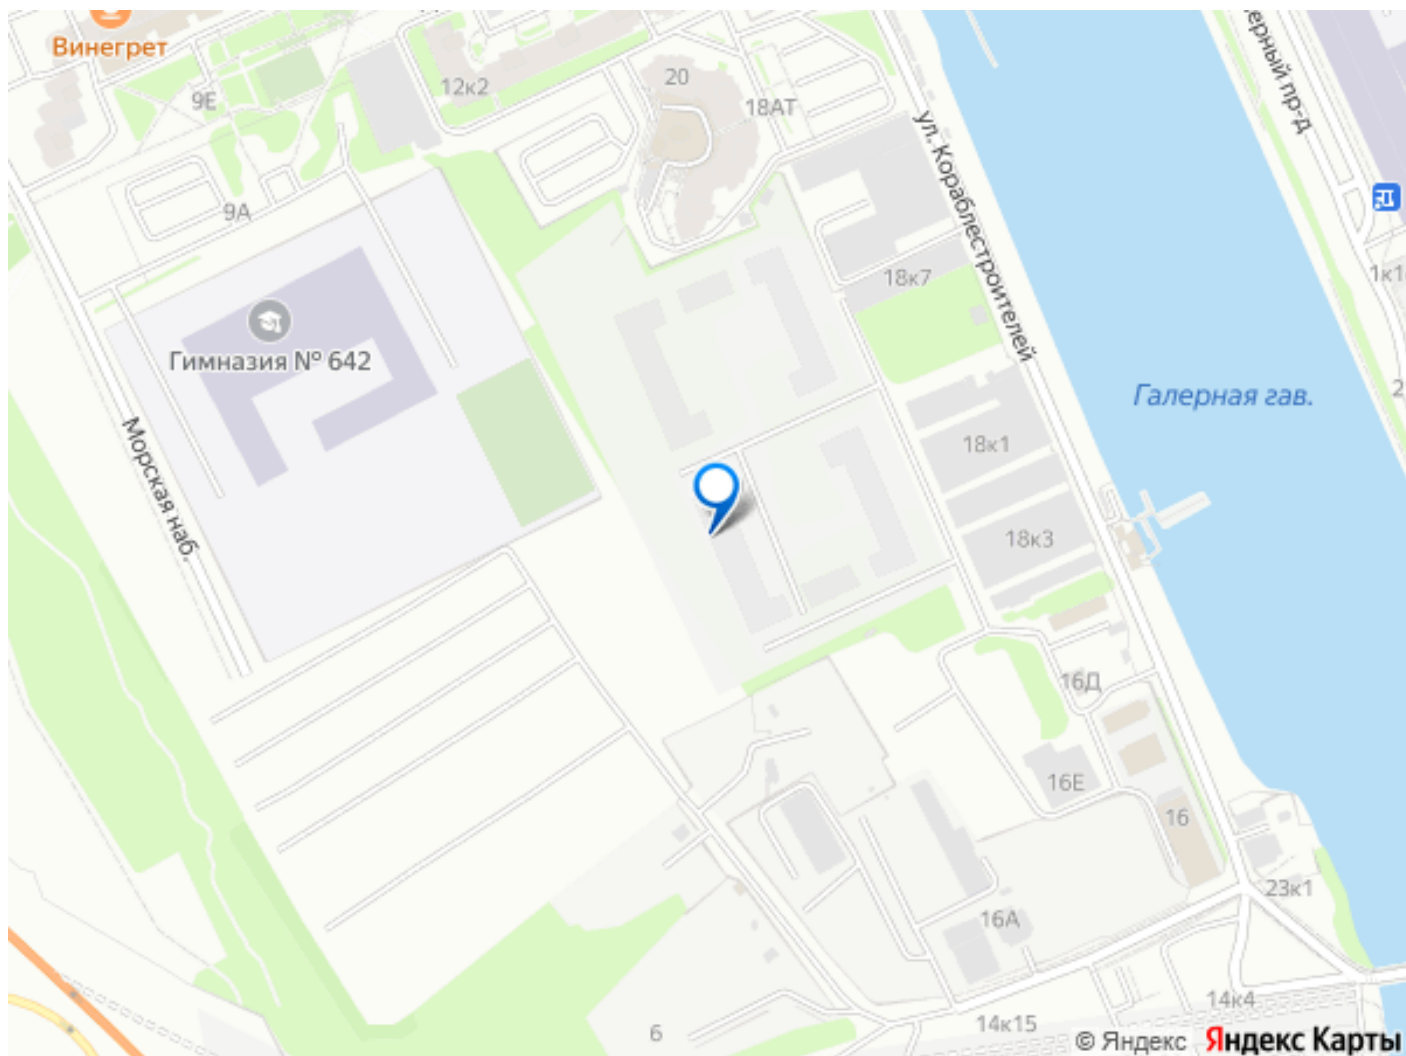 Винегрет
9Е
12к2
20
18АТ
ул. Кораблестроителей
9А
18к7
Гимназия № 642
Галерная гав.
Морская наб.
18к1
18к3
16Д
16Е
16
23к1
16А
14к4
6
14к15
© Яндекс Яндекс Карты